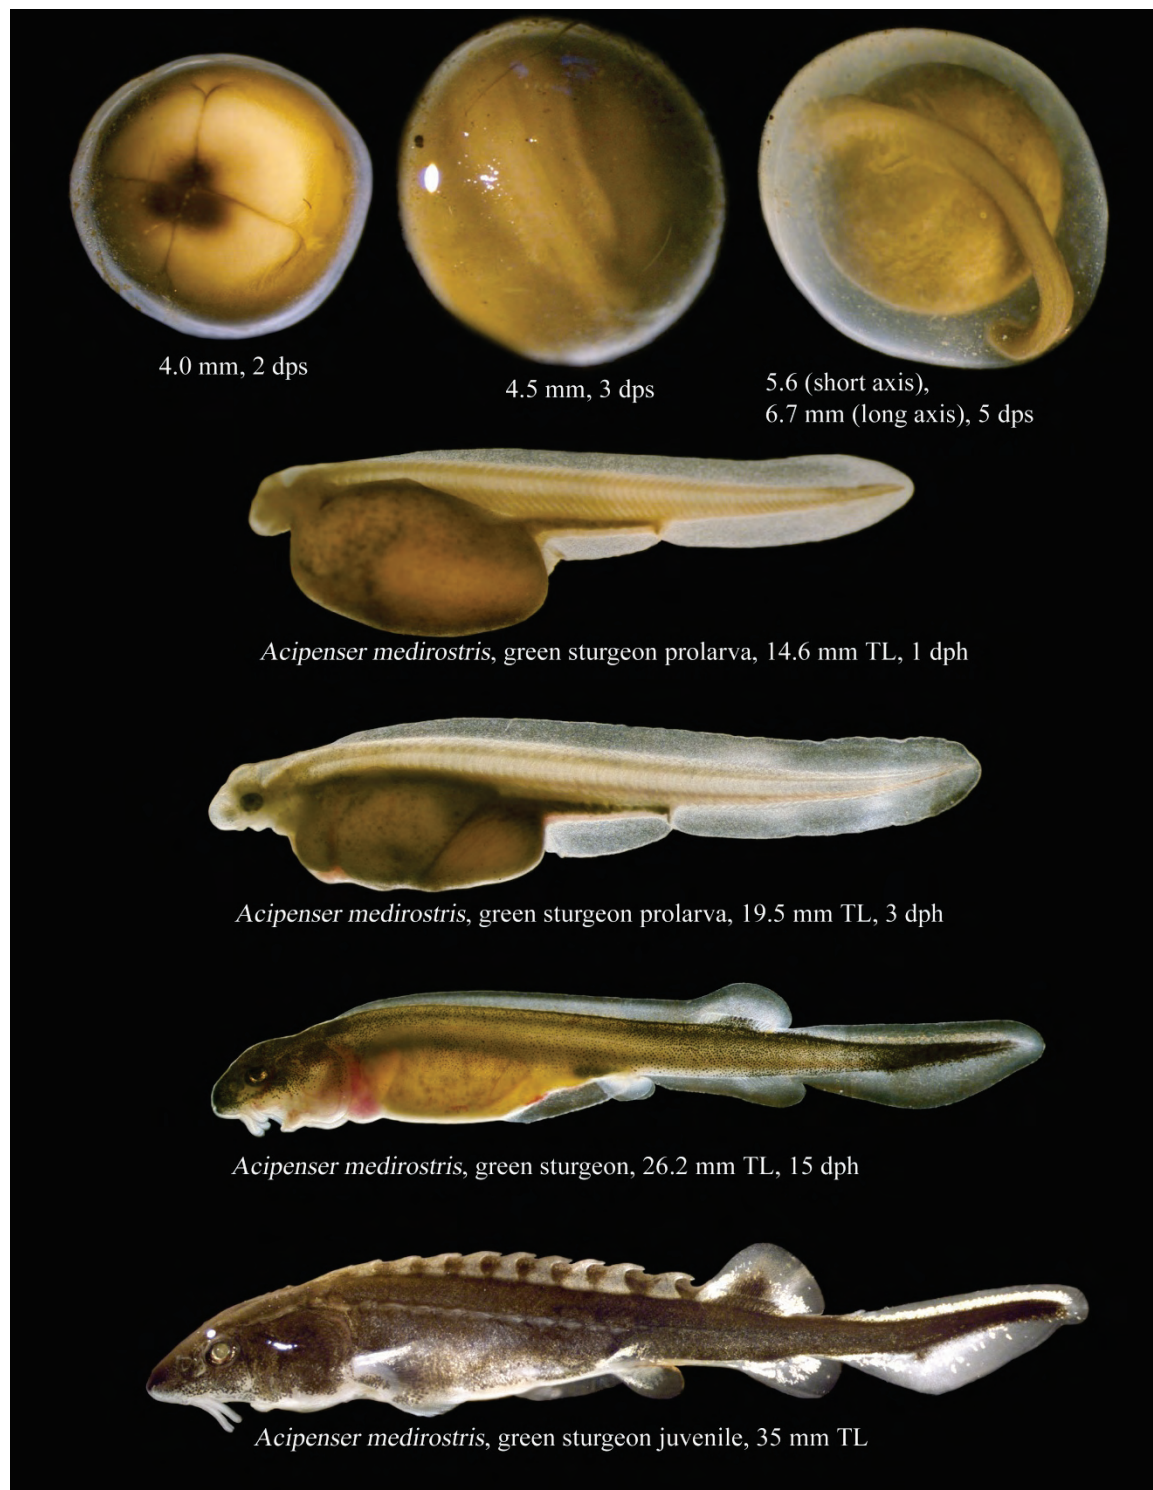 4.0 mm, 2 dps
4.5 mm, 3 dps
5.6 (short axis),
6.7 mm (long axis), 5 dps
Acipenser medirostris, green sturgeon prolarva, 14.6 mm TL, 1 dph
Acipenser medirostris, green sturgeon prolarva, 19.5 mm TL, 3 dph
Acipenser medirostris, green sturgeon, 26.2 mm TL, 15 dph
Acipenser medirostris, green sturgeon juvenile, 35 mm TL